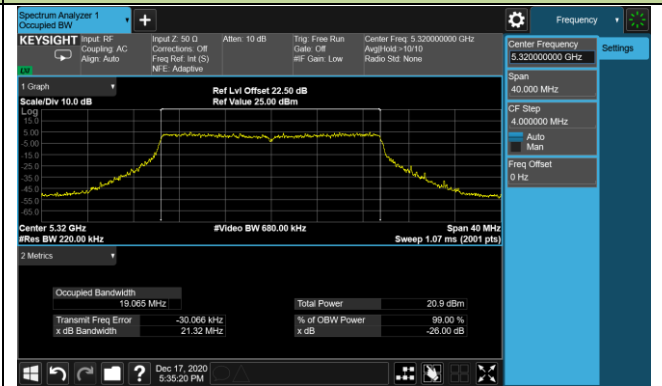 Spectrum Analyzer 1
Occupied BW
+
Frequency
KEYSIGHT
Input: RF
Coupling: AC
Align: Auto
Input Z: 50 Ω
Corrections: Off
Freq Ref: Int (S)
NFE: Adaptive
Atten: 10 dB
Trig: Free Run
Gate: Off
#IF Gain: Low
Center Freq: 5.320000000 GHz
Avg|Hold:>10/10
Radio Std: None
Center Frequency
5.320000000 GHz
Settings
Span
40.000 MHz
CF Step
4.000000 MHz
Auto
Man
Freq Offset
0 Hz
1 Graph
Scale/Div 10.0 dB
Ref Lvl Offset 22.50 dB
Ref Value 25.00 dBm
Log
15.0
5.00
-5.00
-15.0
-25.0
-35.0
-45.0
-55.0
-65.0
Center 5.32 GHz
#Video BW 680.00 kHz
Span 40 MHz
#Res BW 220.00 kHz
Sweep 1.07 ms (2001 pts)
2 Metrics
Occupied Bandwidth
19.065 MHz
Total Power 20.9 dBm
Transmit Freq Error -30.066 kHz
% of OBW Power 99.00 %
x dB Bandwidth 21.32 MHz
x dB -26.00 dB
?
Dec 17, 2020
5:35:20 PM